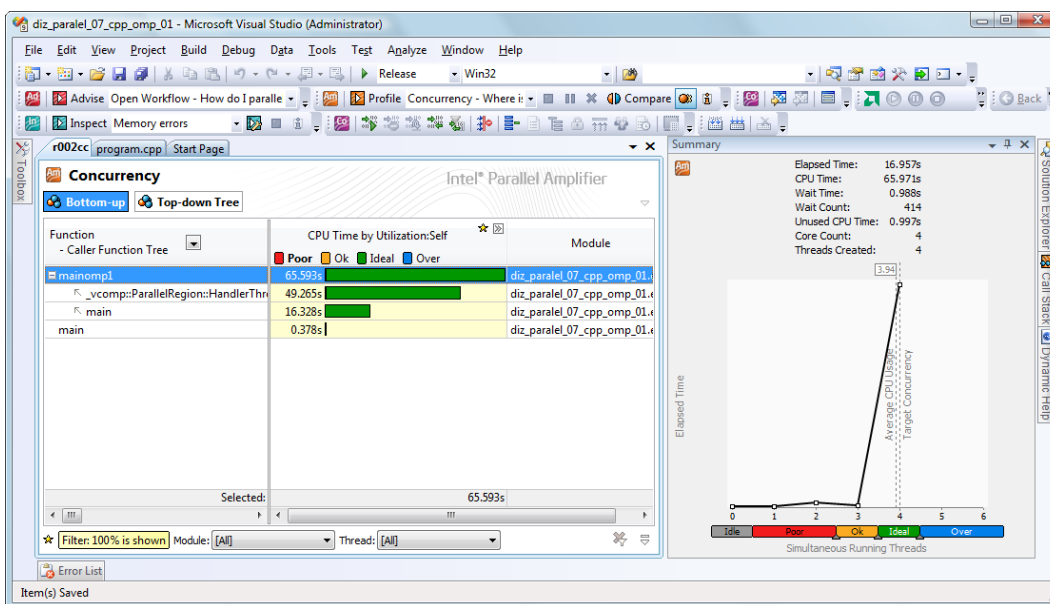 diz_paralel_07_cpp_omp_01 - Microsoft Visual Studio (Administrator)
File Edit View Project Build Debug Data Tools Test Analyze Window Help
Release Win32
Advise Open Workflow - How do I paralle Profile Concurrency - Where i: Compare Back
Inspect Memory errors
Toolbox
r002cc program.cpp Start Page
Concurrency
Intel® Parallel Amplifier
Bottom-up Top-down Tree
Function
- Caller Function Tree
CPU Time by Utilization:Self
Poor Ok Ideal Over
Module
mainomp1 65.593s diz_paralel_07_cpp_omp_01.e
_vcomp::ParallelRegion::HandlerThre 49.265s diz_paralel_07_cpp_omp_01.e
main 16.328s diz_paralel_07_cpp_omp_01.e
main 0.378s diz_paralel_07_cpp_omp_01.e
Selected: 65.593s
Filter: 100% is shown Module: [All] Thread: [All]
Error List
Item(s) Saved
Summary
Elapsed Time: 16.957s
CPU Time: 65.971s
Wait Time: 0.988s
Wait Count: 414
Unused CPU Time: 0.997s
Core Count: 4
Threads Created: 4
3.94
Elapsed Time
Average CPU Usage
Target Concurrency
0 1 2 3 4 5 6
Idle Poor Ok Ideal Over
Simultaneous Running Threads
Solution Explorer
Call Stack
Dynamic Help